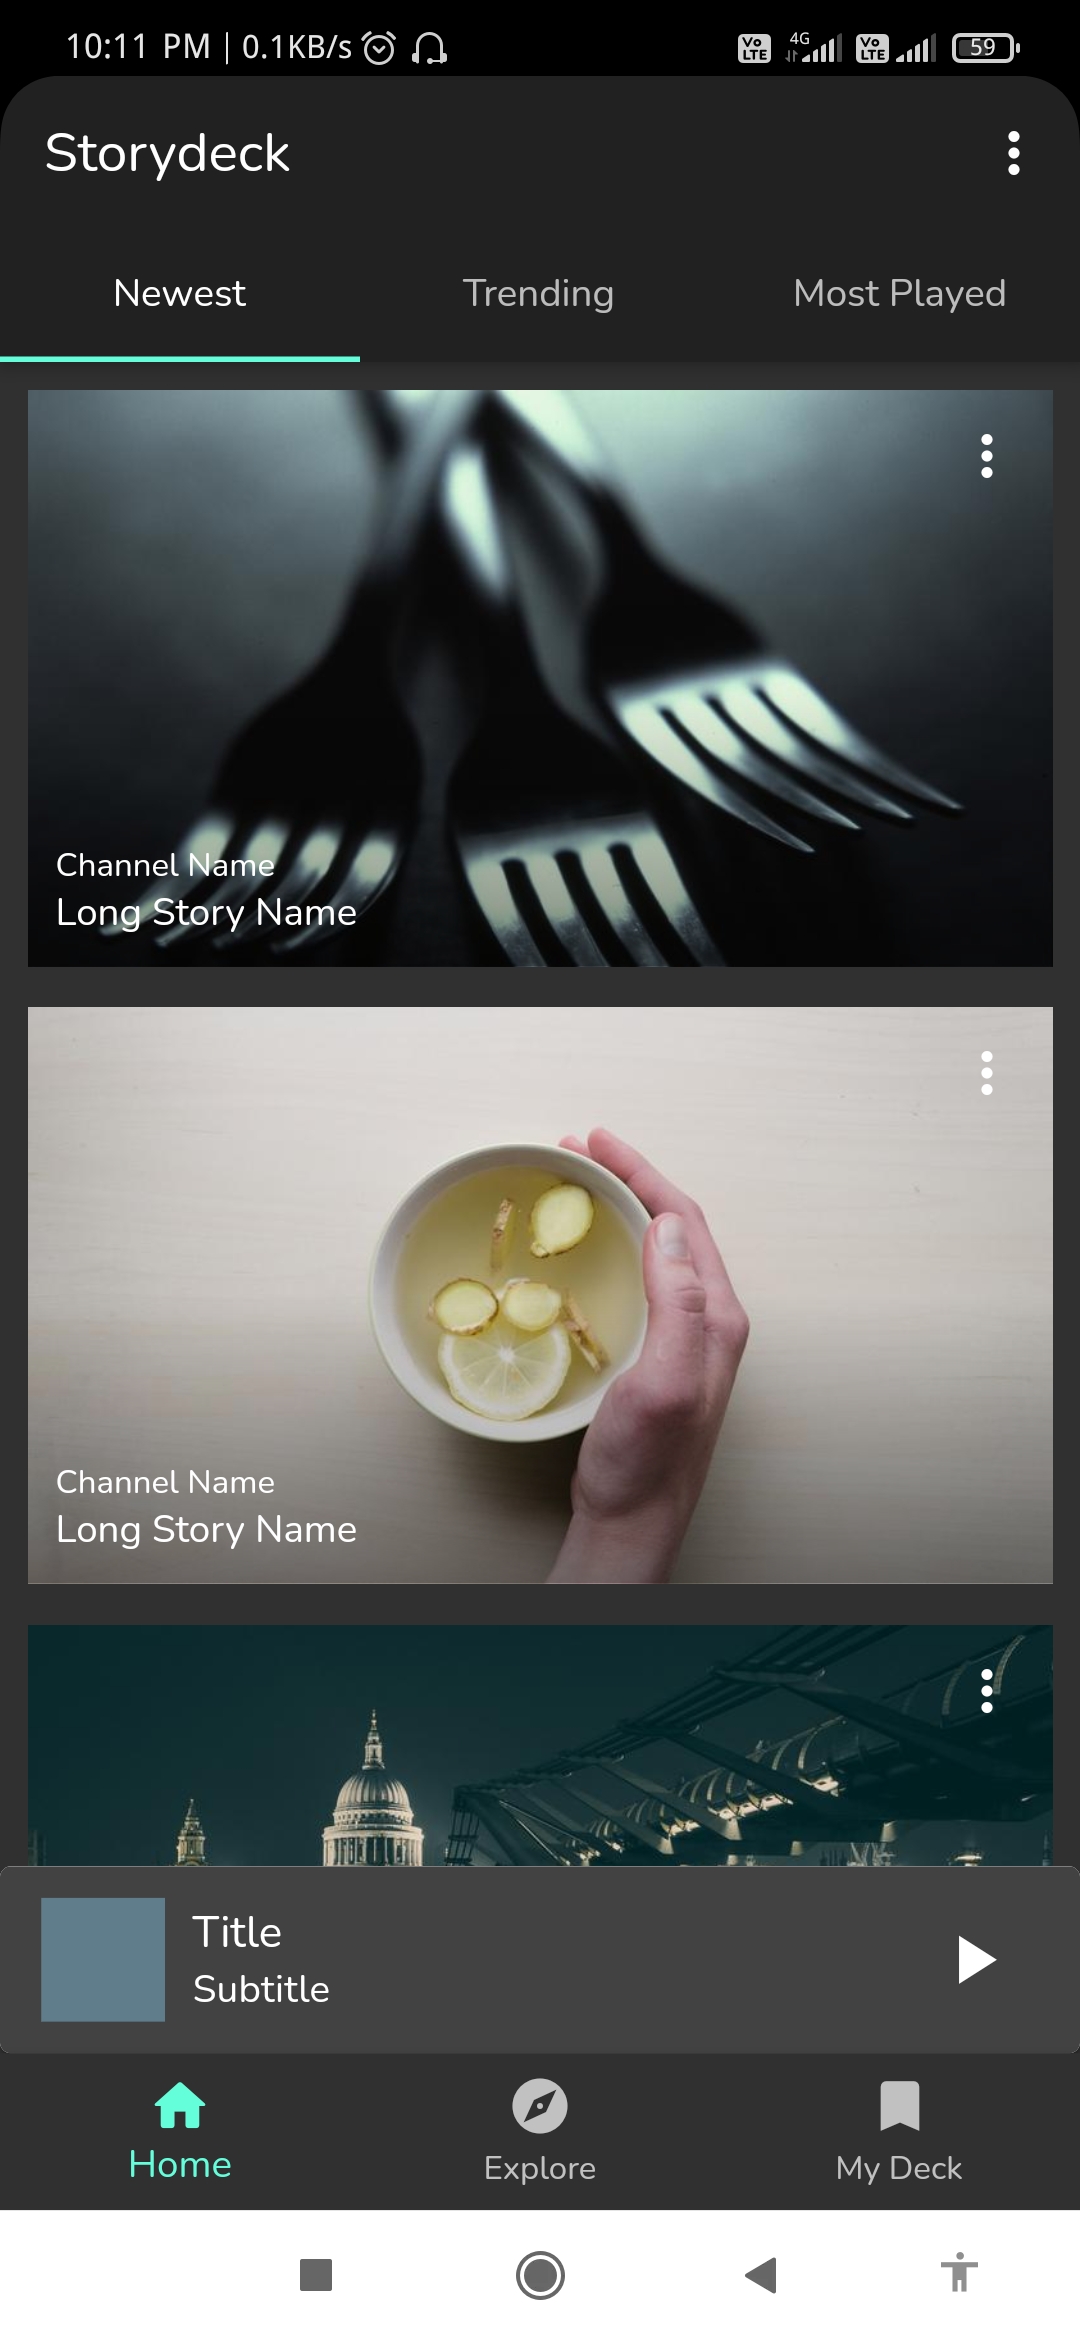 10:11 PM | 0.1KB/s Vo LTE 4G Vo LTE 59
Storydeck
Newest Trending Most Played
Channel Name
Long Story Name
Channel Name
Long Story Name
Title
Subtitle
Home Explore My Deck